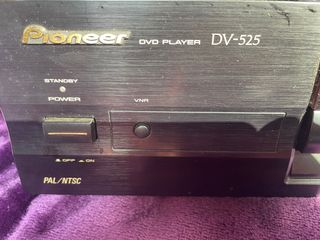 Pioneer DVD PLAYER DV-525
STANDBY
POWER
VNR
OFF ON
PAL/NTSC